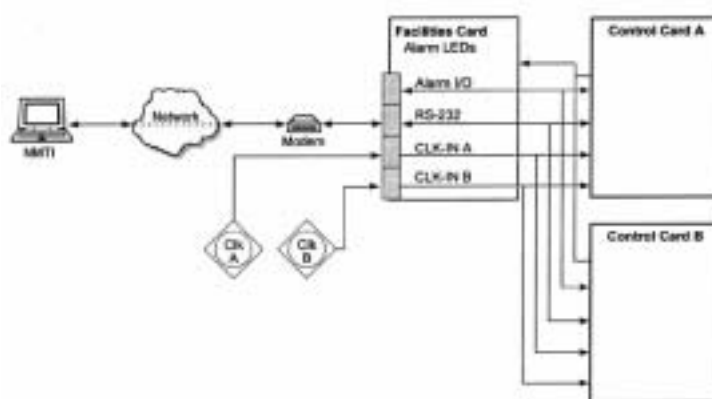 Facilities Card
Alarm LEDs
Control Card A
Alarm I/O
RS-232
CLK-IN A
CLK-IN B
NMTI
Network
Modem
Clk
A
Clk
B
Control Card B